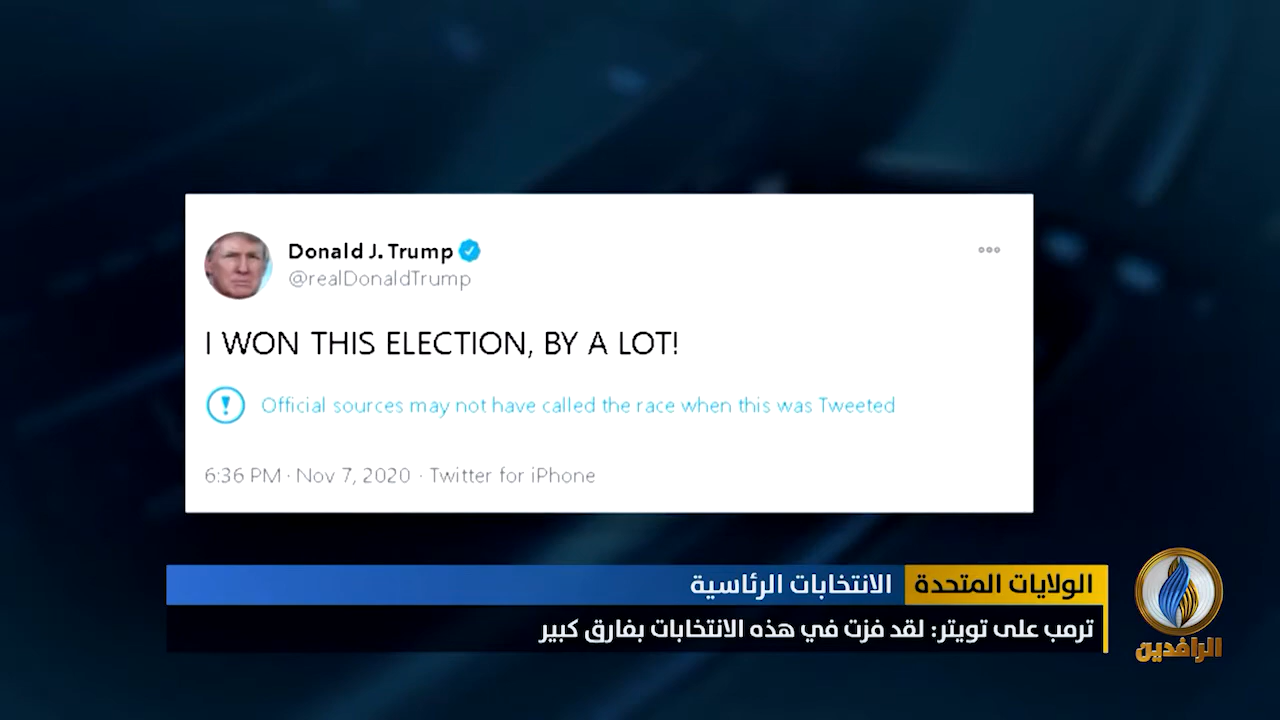 Donald J. Trump
@realDonaldTrump
I WON THIS ELECTION, BY A LOT!
Official sources may not have called the race when this was Tweeted
6:36 PM · Nov 7, 2020 · Twitter for iPhone
الولايات المتحدة الانتخابات الرئاسية
ترمب على تويتر: لقد فزت في هذه الانتخابات بفارق كبير
الرافدين